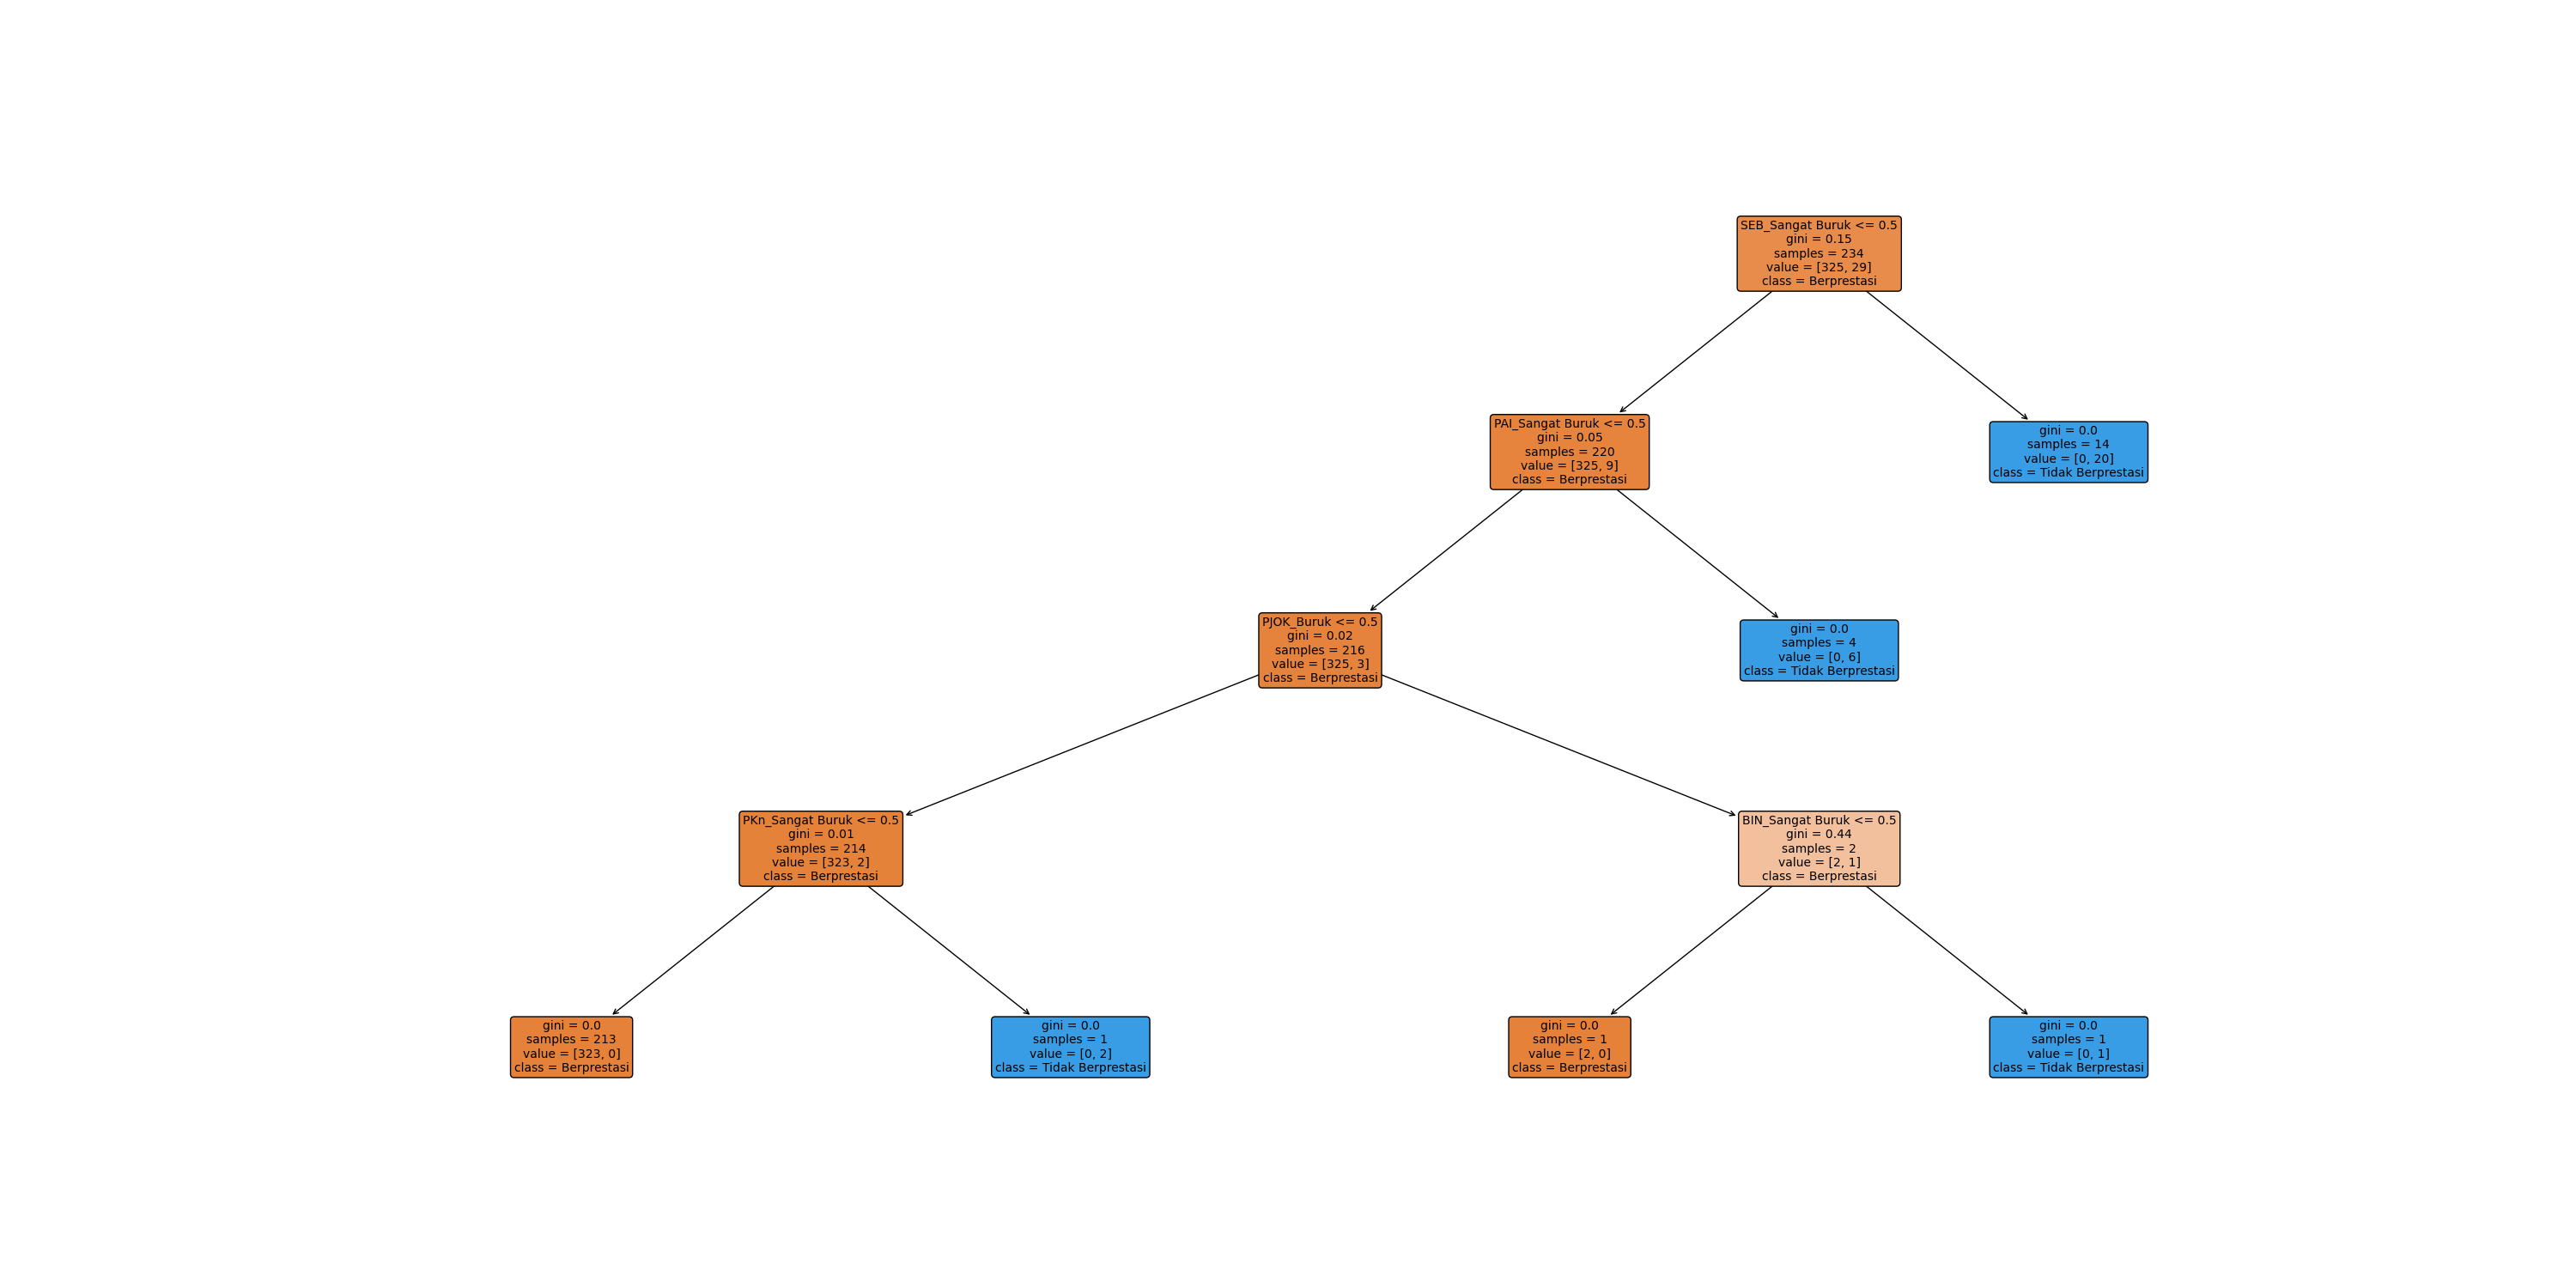 SEB_Sangat Buruk <= 0.5
gini = 0.15
samples = 234
value = [325, 29]
class = Berprestasi
PAI_Sangat Buruk <= 0.5
gini = 0.05
samples = 220
value = [325, 9]
class = Berprestasi
gini = 0.0
samples = 14
value = [0, 20]
class = Tidak Berprestasi
PJOK_Buruk <= 0.5
gini = 0.02
samples = 216
value = [325, 3]
class = Berprestasi
gini = 0.0
samples = 4
value = [0, 6]
class = Tidak Berprestasi
PKn_Sangat Buruk <= 0.5
gini = 0.01
samples = 214
value = [323, 2]
class = Berprestasi
BIN_Sangat Buruk <= 0.5
gini = 0.44
samples = 2
value = [2, 1]
class = Berprestasi
gini = 0.0
samples = 213
value = [323, 0]
class = Berprestasi
gini = 0.0
samples = 1
value = [0, 2]
class = Tidak Berprestasi
gini = 0.0
samples = 1
value = [2, 0]
class = Berprestasi
gini = 0.0
samples = 1
value = [0, 1]
class = Tidak Berprestasi